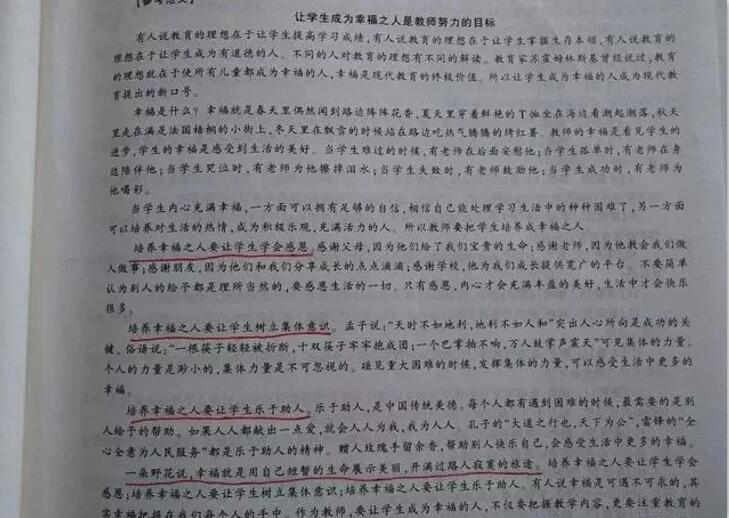 【参考范文】
让学生成为幸福之人是教师努力的目标
有人说教育的理想在于让学生提高学习成绩,有人说教育的理想在于让学生掌握生存本领,有人说教育的
理想在于让学生成为有道德的人。不同的人对教育的理想有不同的解读。教育家苏霍姆林斯基曾经说过,教育
的理想就在于使所有儿童都成为幸福的人,幸福是现代教育的终极价值。所以让学生成为幸福的人成为现代教
育提出的新口号。
幸福是什么?幸福就是春天里偶然闻到路边阵阵花香,夏天里穿着鲜艳的T恤坐在海边看潮起潮落,秋天
里走在满是法国梧桐的小街上,冬天里在飘雪的时候站在路边吃热气腾腾的烤红薯。教师的幸福是看见学生的
进步,学生的幸福是感受到生活的美好。当学生难过的时候,有老师在后面安慰他;当学生孤单时,有老师在身
边陪伴他;当学生哭泣时,有老师为他擦掉泪水;当学生失败时,有老师鼓励他;当学生成功时,有老师为
他喝彩。
当学生内心充满幸福,一方面可以拥有足够的自信,相信自己能处理学习生活中的种种困难了,另一方面
可以培养对生活的热情,成为积极乐观,充满活力的人。所以教师要把学生培养成幸福之人
培养幸福之人要让学生学会感恩。感谢父母,因为他们给了我们宝贵的生命;感谢老师,因为他教会我们做
人做事;感谢朋友,因为他们和我们分享成长的点点滴滴;感谢学校,他为我们成长提供宽广的平台。不要简单
认为别人的给予都是理所当然的,要感恩生活的一切。只有感恩,内心才会充满丰盈的美好,生活中才会快乐
很多。
培养幸福之人要让学生树立集体意识。孟子说:“天时不如地利,地利不如人和”突出人心所向是成功的关
健。俗语说:“一根筷子轻轻被折断,十双筷子牢牢抱成团;一个巴掌拍不响,万人鼓掌声震天”可见集体的力量。
个人的力量是渺小的,集体力量是不可忽视的。碰见重大困难的时候,发挥集体的力量,可以感受生活中更多的
幸福。
培养幸福之人要让学生乐于助人。乐于助人,是中国传统美德。每个人都有遇到困难的时候,最需要的是别
人给予的帮助。如果人人都献出一点爱,就会人人为我,我为人人。孔子的“大道之行也,天下为公”,雷锋的“全
心全意为人民服务”都是乐于助人的精神。赠人玫瑰手留余香,帮助别人快乐自己,会感受生活中更多的幸福。
一朵野花说,幸福就是用自己短暂的生命展示美丽,开满过路人寂寞的旅途。培养幸福之人要让学生学会
感恩;培养幸福之人要让学生树立集体意识;培养幸福之人要让学生乐于助人。有人说幸福是可遇不可求的,其
实幸福把握在我们每个人的手中。作为教师,要让学生成为幸福的人,不仅要把握教学内容,更要注重教育的